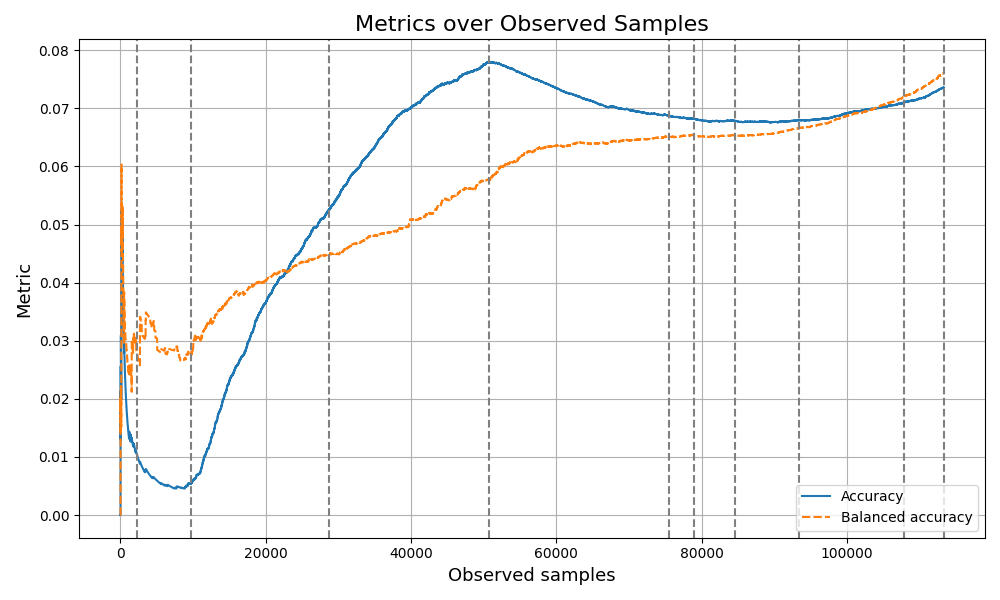 Metrics over Observed Samples
Metric
0.08
0.07
0.06
0.05
0.04
0.03
0.02
0.01
0.00
0 20000 40000 60000 80000 100000
Observed samples
Accuracy
Balanced accuracy